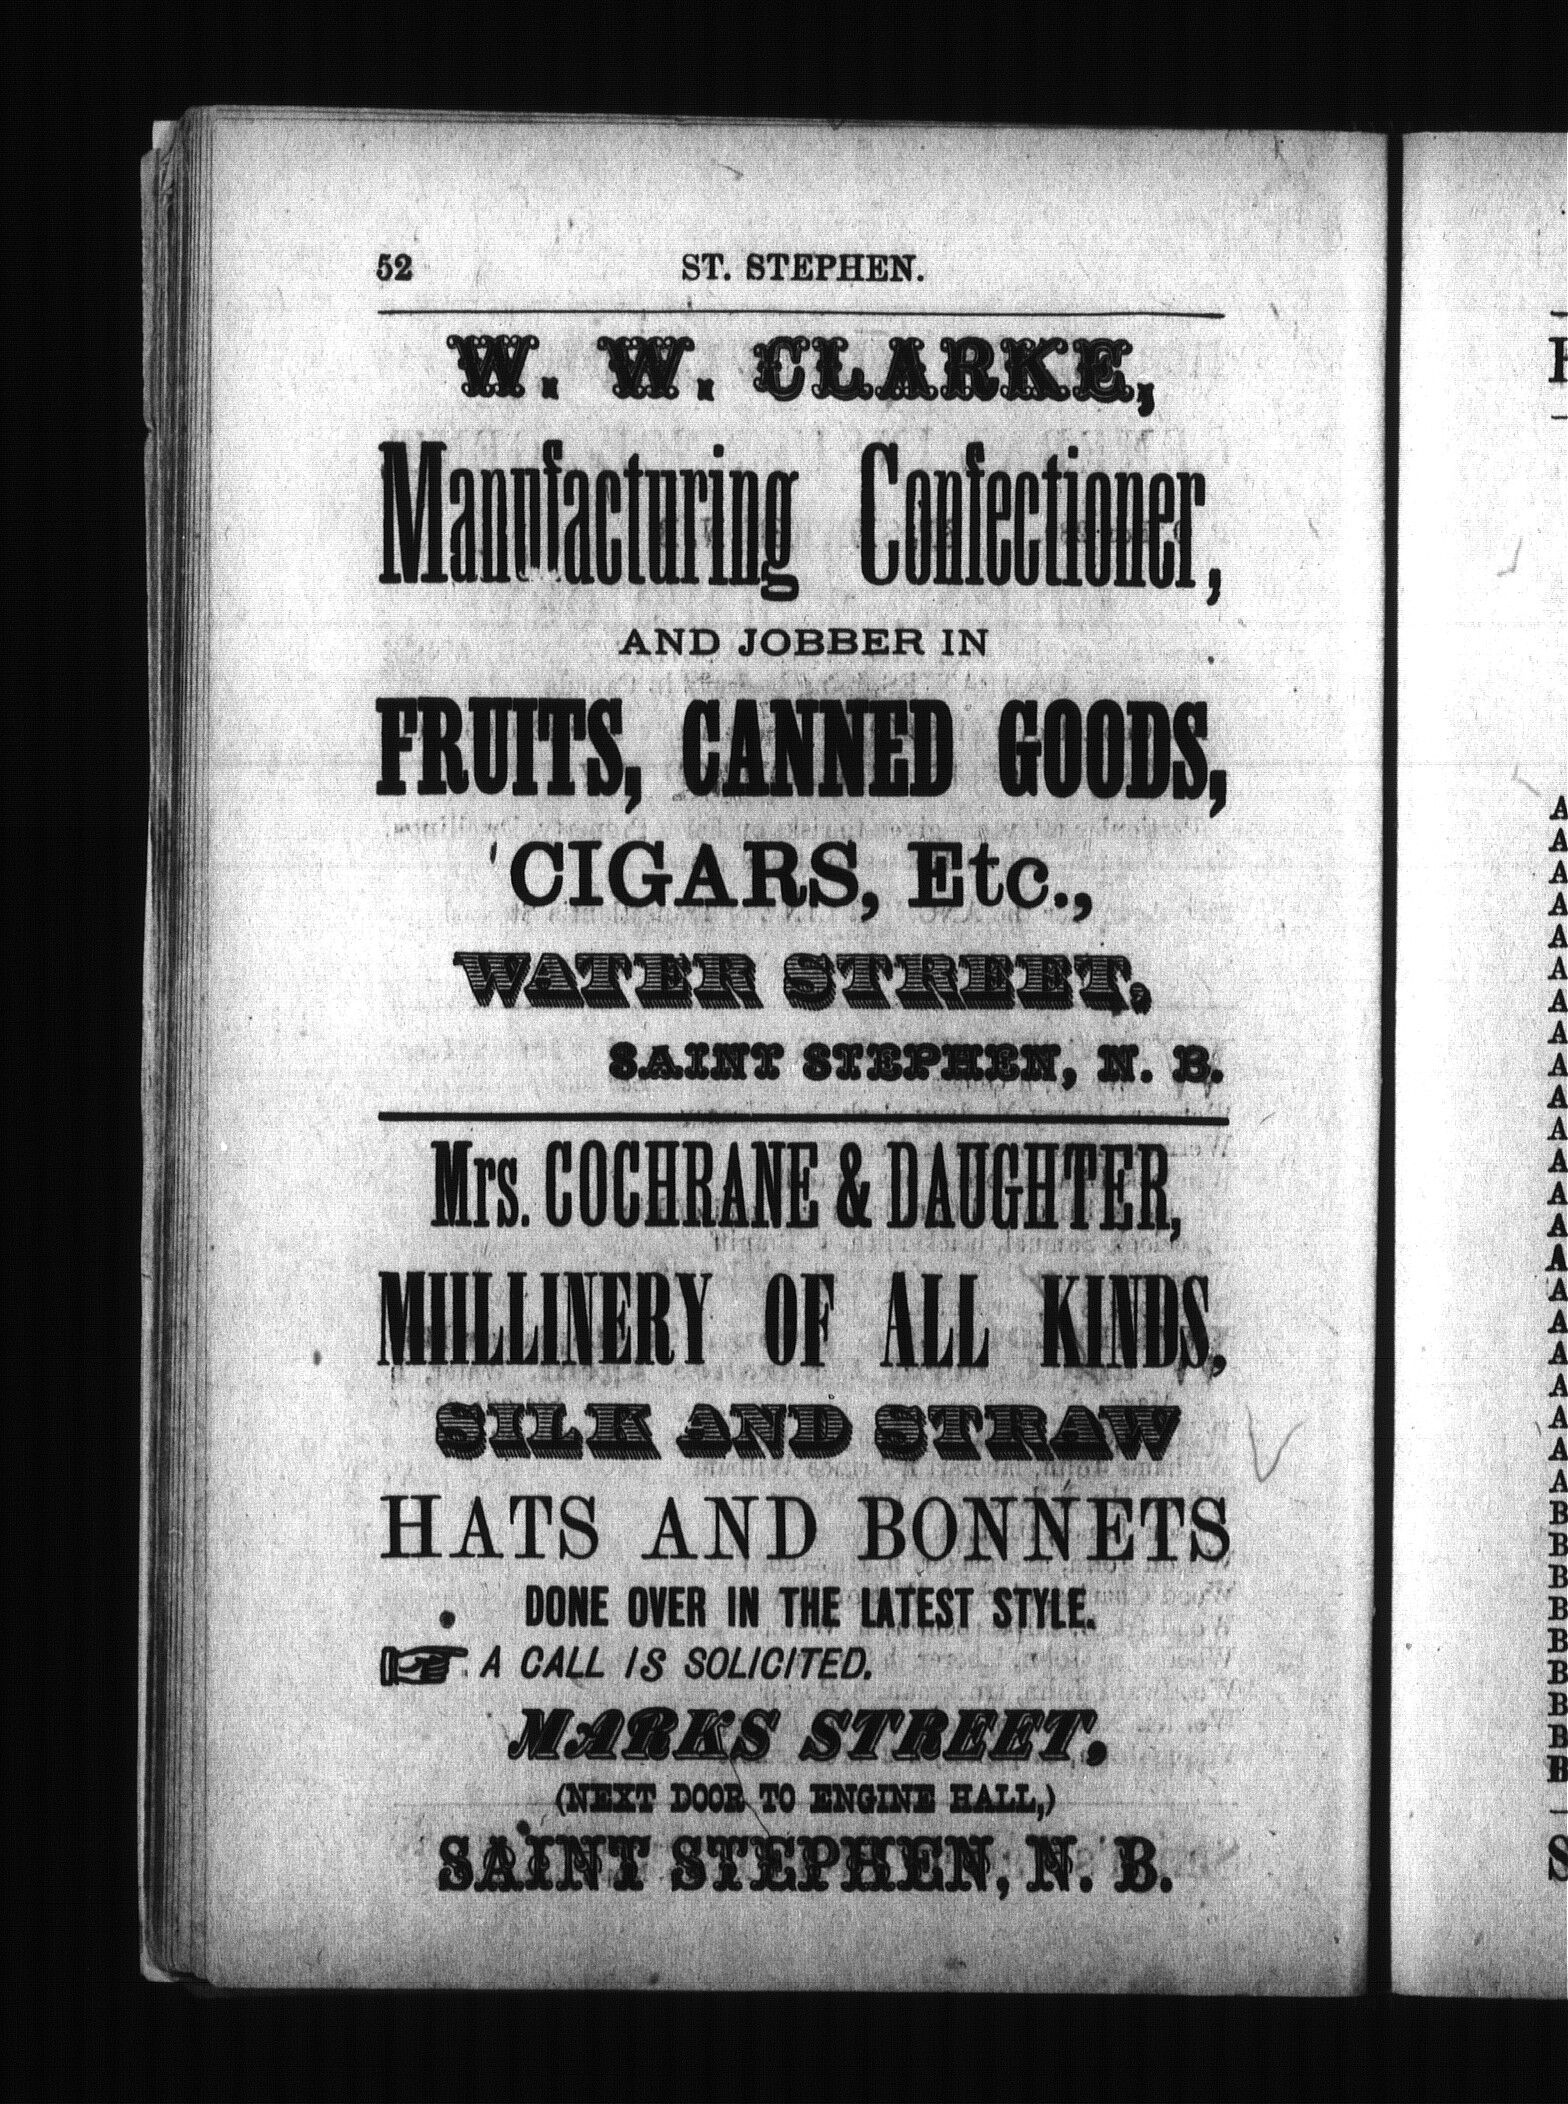 52 ST. STEPHEN.
W. W. CLARKE,
Manufacturing Confectioner,
AND JOBBER IN
FRUITS, CANNED GOODS,
CIGARS, Etc.,
WATER STREET,
SAINT STEPHEN, N. B.
Mrs. COCHRANE & DAUGHTER,
MILLINERY OF ALL KINDS,
SILK AND STRAW
HATS AND BONNETS
DONE OVER IN THE LATEST STYLE.
☞ A CALL IS SOLICITED.
MARKS STREET,
(NEXT DOOR TO ENGINE HALL,)
SAINT STEPHEN, N. B.